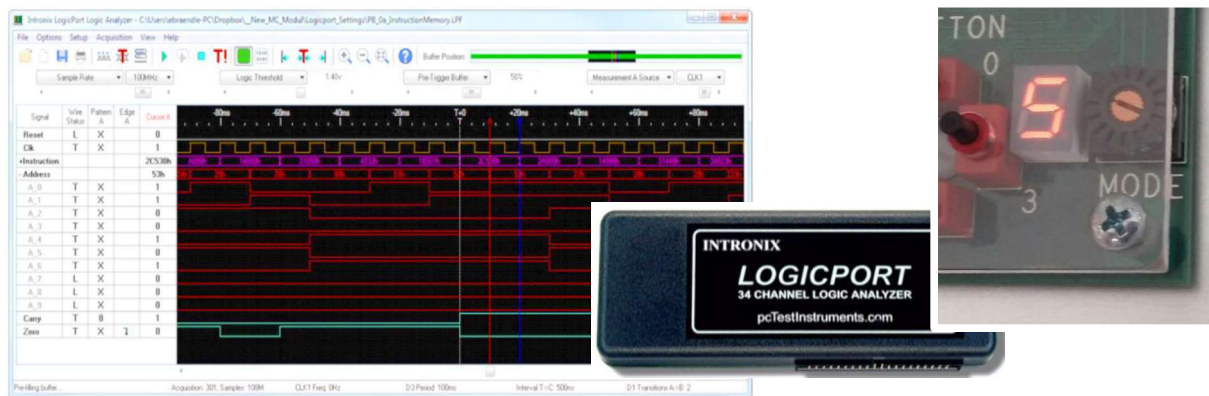 Intronix LogicPort Logic Analyzer - C:\Users\ebraendle-PC\Dropbox\__New_MC_Modul\Logicport_Settings\PB_0a_InstructionMemory.LPF
File Options Setup Acquisition View Help
Buffer Position:
Sample Rate 100MHz Logic Threshold 1.40v Pre-Trigger Buffer 50% Measurement A Source CLK1
Signal Wire Status Pattern A Edge A Cursor A
-80ms -60ms -40ms -20ms T+0 +20ms +40ms +60ms +80ms
Reset L X 0
Clk T X 1
+Instruction 2C530h
- Address 53h
A_0 T X 1
A_1 T X 1
A_2 T X 0
A_3 T X 0
A_4 T X 1
A_5 T X 0
A_6 T X 1
A_7 L X 0
A_8 L X 0
A_9 L X 0
Carry T 0 1
Zero T X 0
Pre-filling buffer... Acquisition: 301, Samples: 108M CLK1 Freq: 0Hz D3 Period: 100ms Interval T->C: 500ns D1 Transitions A->B: 2
INTRONIX
LOGICPORT
34 CHANNEL LOGIC ANALYZER
pcTestInstruments.com
TTON
0
5
3
MODE